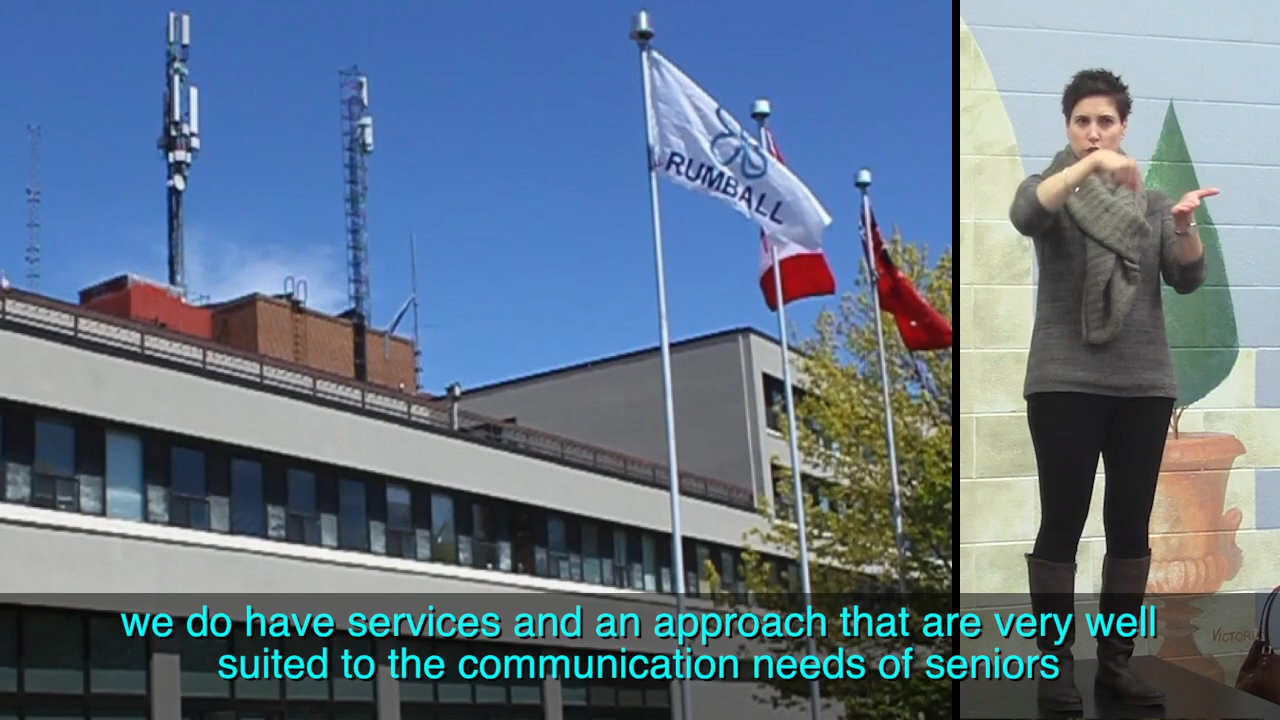 RUMBALL
we do have services and an approach that are very well
suited to the communication needs of seniors